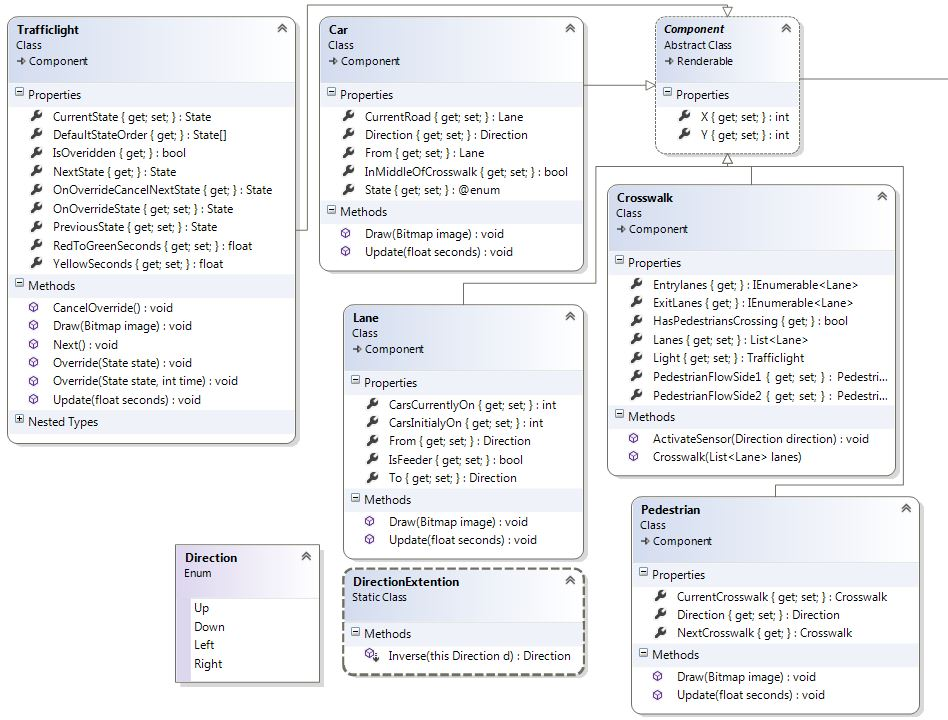 Trafficlight
Class
Component
Properties
CurrentState { get; set; } : State
DefaultStateOrder { get; } : State[]
IsOveridden { get; } : bool
NextState { get; } : State
OnOverrideCancelNextState { get; } : State
OnOverrideState { get; set; } : State
PreviousState { get; set; } : State
RedToGreenSeconds { get; set; } : float
YellowSeconds { get; set; } : float
Methods
CancelOverride() : void
Draw(Bitmap image) : void
Next() : void
Override(State state) : void
Override(State state, int time) : void
Update(float seconds) : void
Nested Types
Car
Class
Component
Properties
CurrentRoad { get; set; } : Lane
Direction { get; set; } : Direction
From { get; set; } : Lane
InMiddleOfCrosswalk { get; set; } : bool
State { get; set; } : @enum
Methods
Draw(Bitmap image) : void
Update(float seconds) : void
Component
Abstract Class
Renderable
Properties
X { get; set; } : int
Y { get; set; } : int
Crosswalk
Class
Component
Properties
Entrylanes { get; } : IEnumerable<Lane>
ExitLanes { get; } : IEnumerable<Lane>
HasPedestriansCrossing { get; } : bool
Lanes { get; set; } : List<Lane>
Light { get; set; } : Trafficlight
PedestrianFlowSide1 { get; set; } : Pedestri...
PedestrianFlowSide2 { get; set; } : Pedestri...
Methods
ActivateSensor(Direction direction) : void
Crosswalk(List<Lane> lanes)
Lane
Class
Component
Properties
CarsCurrentlyOn { get; set; } : int
CarsInitialyOn { get; set; } : int
From { get; set; } : Direction
IsFeeder { get; set; } : bool
To { get; set; } : Direction
Methods
Draw(Bitmap image) : void
Update(float seconds) : void
Pedestrian
Class
Component
Properties
CurrentCrosswalk { get; set; } : Crosswalk
Direction { get; set; } : Direction
NextCrosswalk { get; } : Crosswalk
Methods
Draw(Bitmap image) : void
Update(float seconds) : void
Direction
Enum
Up
Down
Left
Right
DirectionExtention
Static Class
Methods
Inverse(this Direction d) : Direction